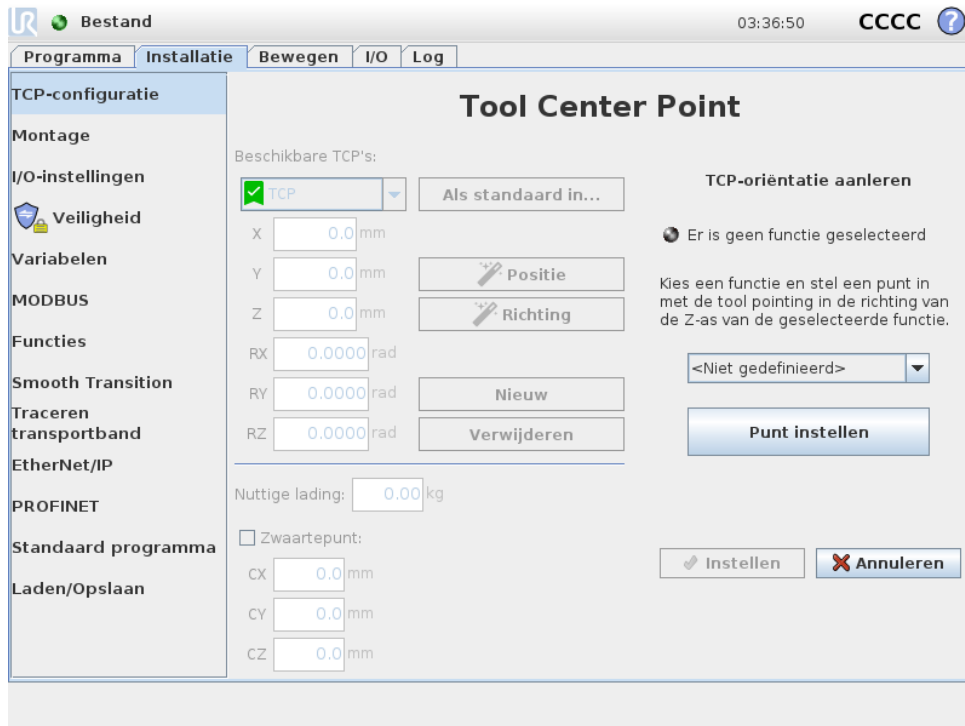 UR Bestand 03:36:50 CCCC ?
Programma Installatie Bewegen I/O Log
TCP-configuratie
Montage
I/O-instellingen
Veiligheid
Variabelen
MODBUS
Functies
Smooth Transition
Traceren
transportband
EtherNet/IP
PROFINET
Standaard programma
Laden/Opslaan
Tool Center Point
Beschikbare TCP's:
TCP Als standaard in...
X 0.0 mm
Y 0.0 mm Positie
Z 0.0 mm Richting
RX 0.0000 rad
RY 0.0000 rad Nieuw
RZ 0.0000 rad Verwijderen
Nuttige lading: 0.00 kg
Zwaartepunt:
CX 0.0 mm
CY 0.0 mm
CZ 0.0 mm
TCP-oriëntatie aanleren
Er is geen functie geselecteerd
Kies een functie en stel een punt in
met de tool pointing in de richting van
de Z-as van de geselecteerde functie.
<Niet gedefinieerd>
Punt instellen
Instellen Annuleren